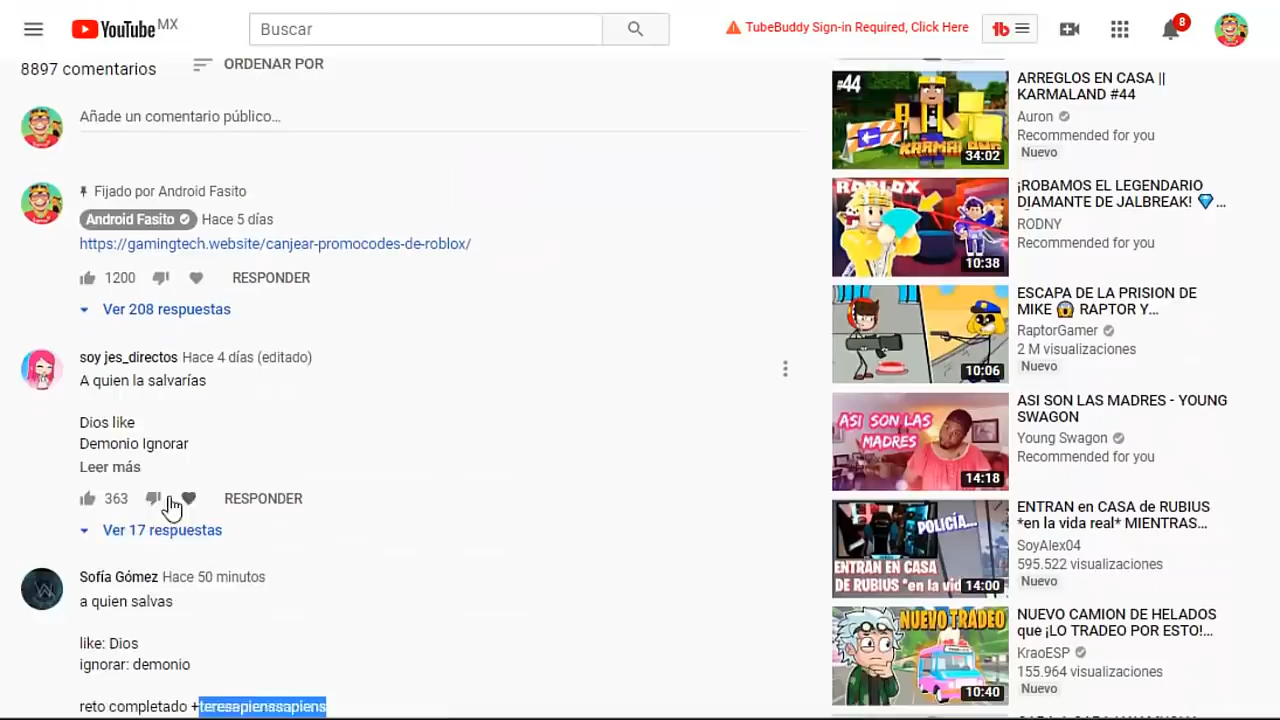 YouTube MX
Buscar
TubeBuddy Sign-in Required, Click Here
tb
8
8897 comentarios
ORDENAR POR
Añade un comentario público...
Fijado por Android Fasito
Android Fasito Hace 5 días
https://gamingtech.website/canjear-promocodes-de-roblox/
1200 RESPONDER
Ver 208 respuestas
soy jes_directos Hace 4 días (editado)
A quien la salvarías
Dios like
Demonio Ignorar
Leer más
363 RESPONDER
Ver 17 respuestas
Sofía Gómez Hace 50 minutos
a quien salvas
like: Dios
ignorar: demonio
reto completado +teresapienssapiens
#44
34:02
ARREGLOS EN CASA ||
KARMALAND #44
Auron
Recommended for you
Nuevo
ROBLOX
10:38
¡ROBAMOS EL LEGENDARIO
DIAMANTE DE JALBREAK! 💎...
RODNY
Recommended for you
10:06
ESCAPA DE LA PRISION DE
MIKE 😱 RAPTOR Y...
RaptorGamer
2 M visualizaciones
Nuevo
ASI SON LAS
MADRES
14:18
ASI SON LAS MADRES - YOUNG
SWAGON
Young Swagon
Recommended for you
POLICÍA...
ENTRAN EN CASA
DE RUBIUS *en la vid
14:00
ENTRAN en CASA de RUBIUS
*en la vida real* MIENTRAS...
SoyAlex04
595.522 visualizaciones
Nuevo
NUEVO TRADEO
10:40
NUEVO CAMION DE HELADOS
que ¡LO TRADEO POR ESTO!...
KraoESP
155.964 visualizaciones
Nuevo